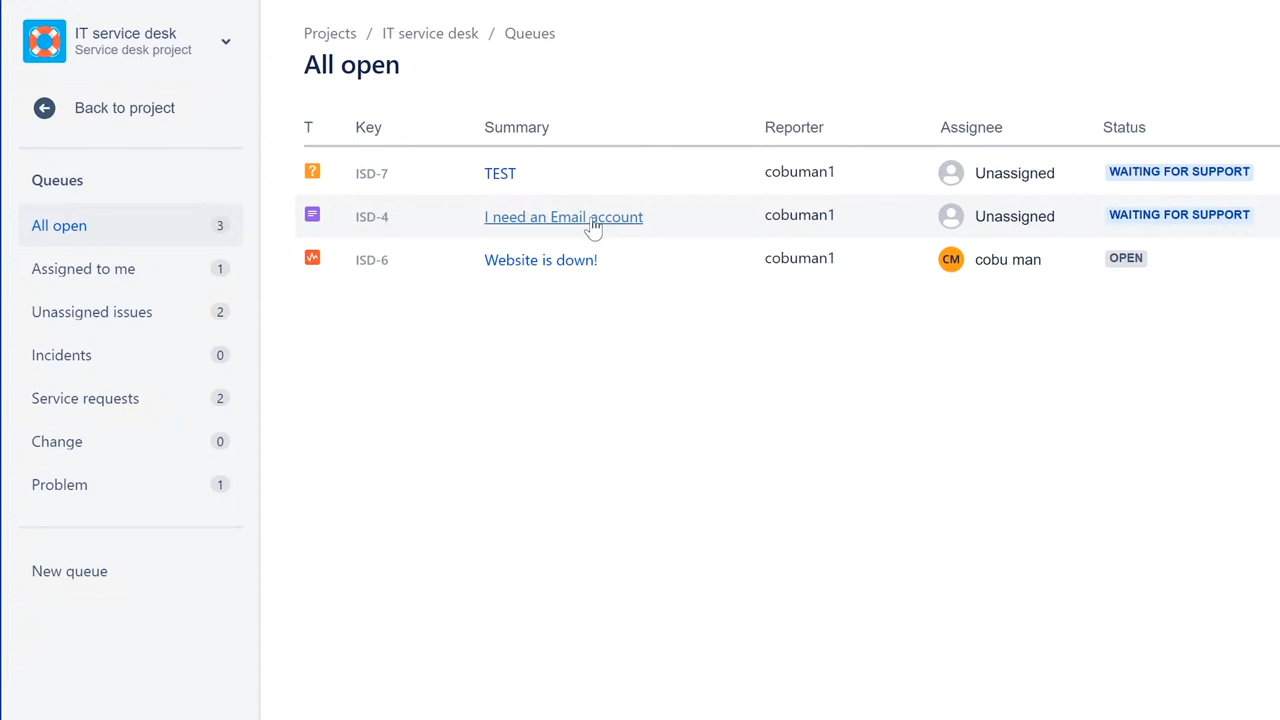 IT service desk
Service desk project
Back to project
Queues
All open 3
Assigned to me 1
Unassigned issues 2
Incidents 0
Service requests 2
Change 0
Problem 1
New queue
Projects / IT service desk / Queues
All open
T Key Summary Reporter Assignee Status
? ISD-7 TEST cobuman1 Unassigned WAITING FOR SUPPORT
ISD-4 I need an Email account cobuman1 Unassigned WAITING FOR SUPPORT
ISD-6 Website is down! cobuman1 CM cobu man OPEN